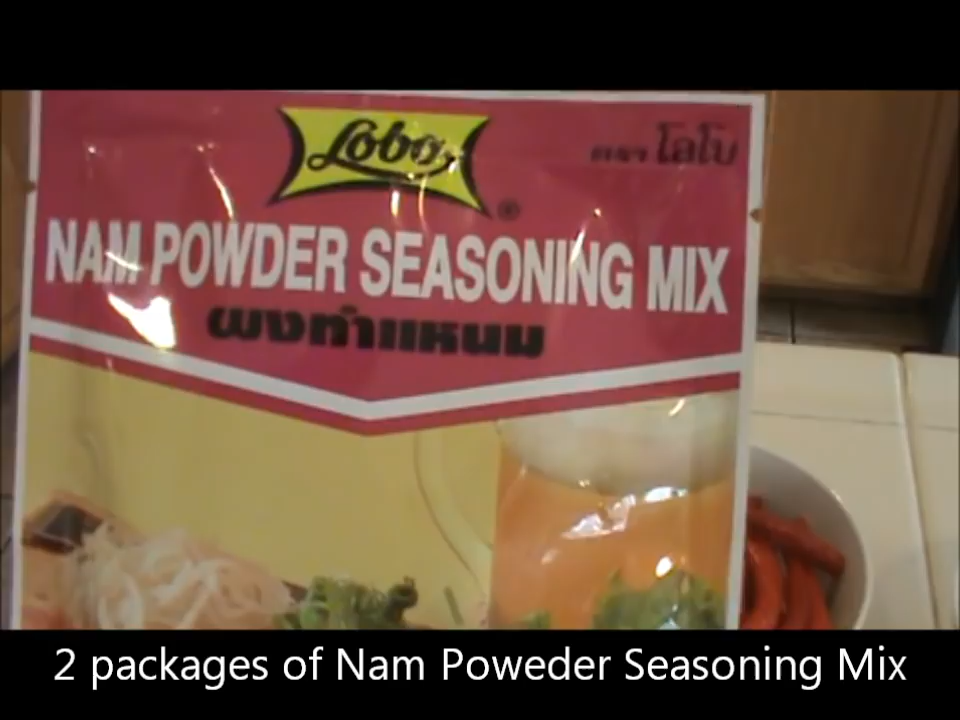 Lobo
ตรา โลโบ
®
NAM POWDER SEASONING MIX
ผงทำแหนม
2 packages of Nam Poweder Seasoning Mix